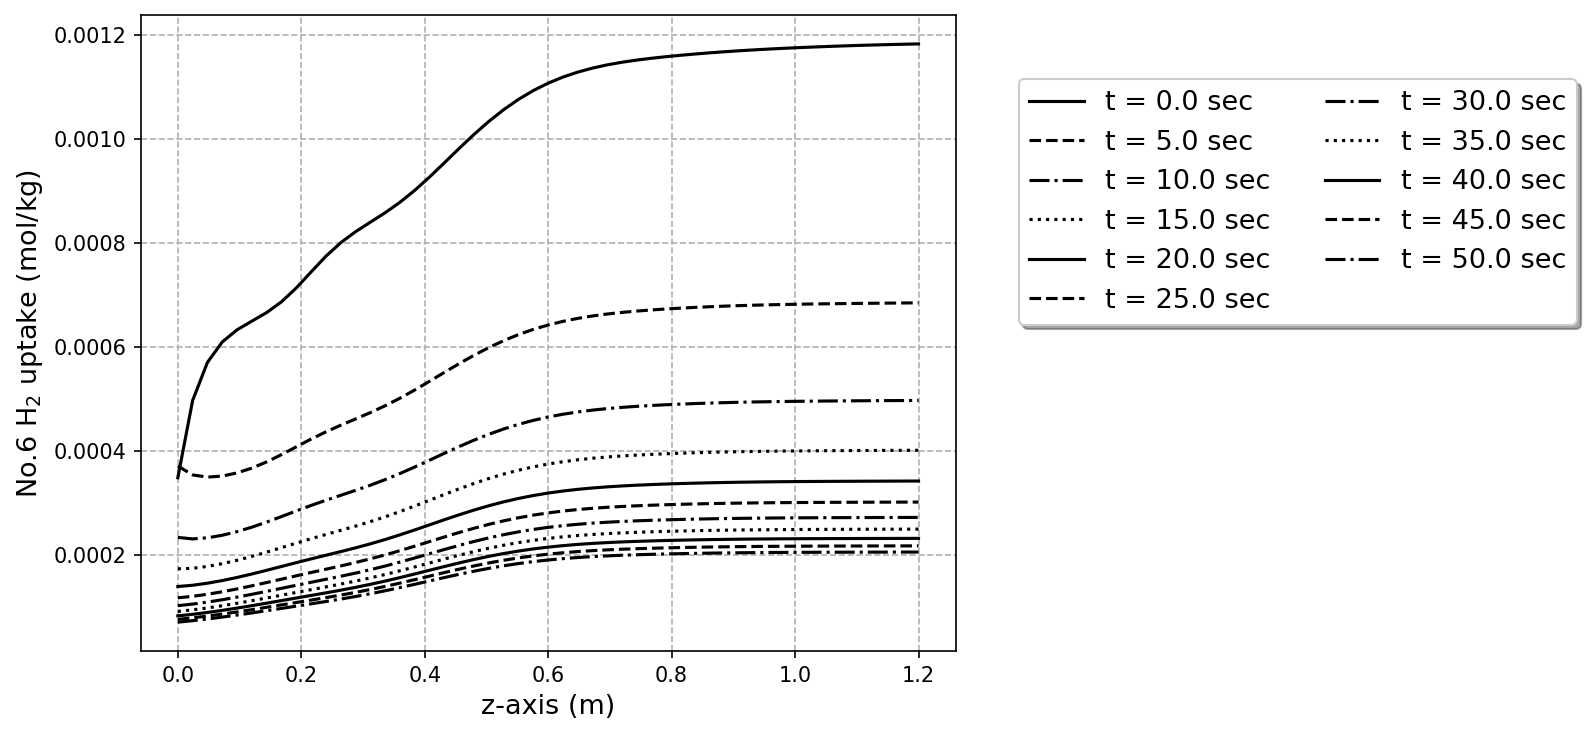 0.0012
0.0010
0.0008
0.0006
0.0004
0.0002
No.6 H₂ uptake (mol/kg)
0.0 0.2 0.4 0.6 0.8 1.0 1.2
z-axis (m)
t = 0.0 sec
t = 5.0 sec
t = 10.0 sec
t = 15.0 sec
t = 20.0 sec
t = 25.0 sec
t = 30.0 sec
t = 35.0 sec
t = 40.0 sec
t = 45.0 sec
t = 50.0 sec